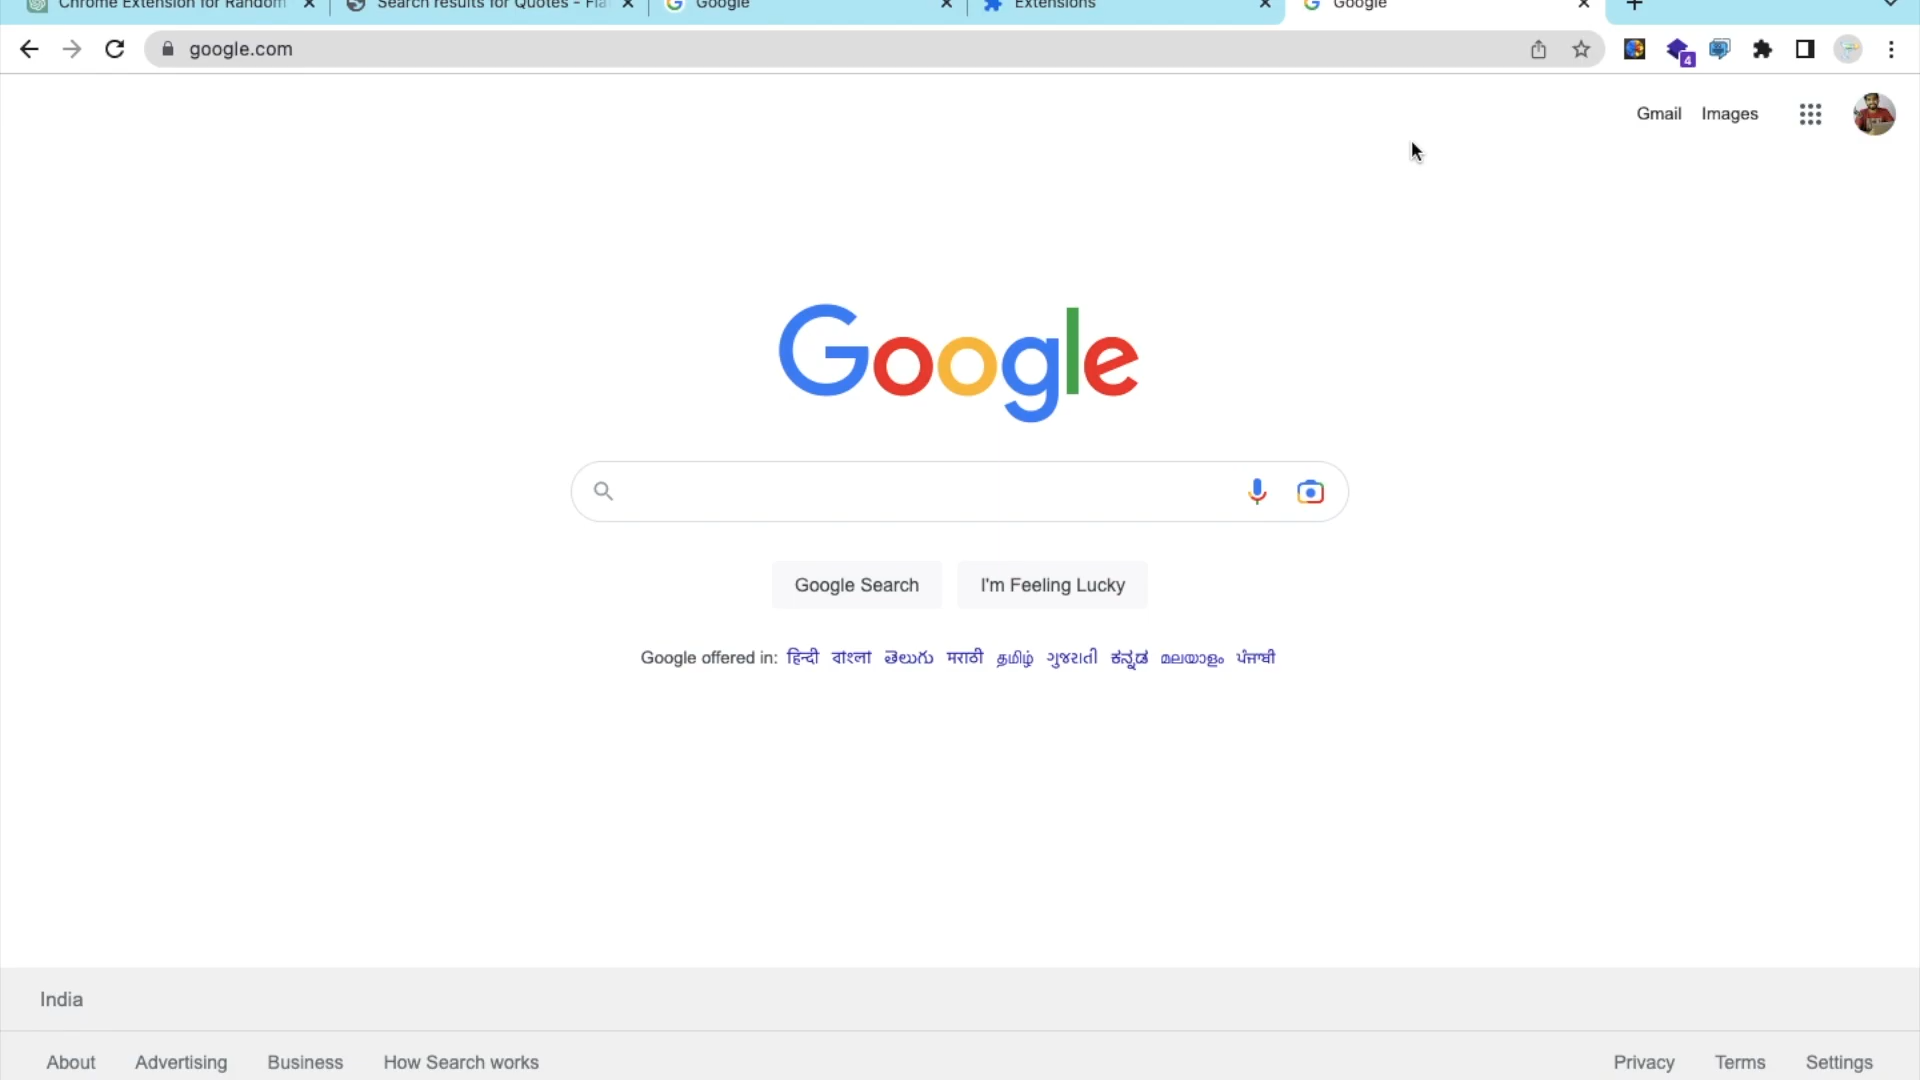 Chrome Extension for Random
Search results for Quotes - Fla
Google
Extensions
Google
google.com
4
Gmail Images
Google
Google Search I'm Feeling Lucky
Google offered in: हिन्दी বাংলা తెలుగు मराठी தமிழ் ગુજરાતી ಕನ್ನಡ മലയാളം ਪੰਜਾਬੀ
India
About Advertising Business How Search works Privacy Terms Settings